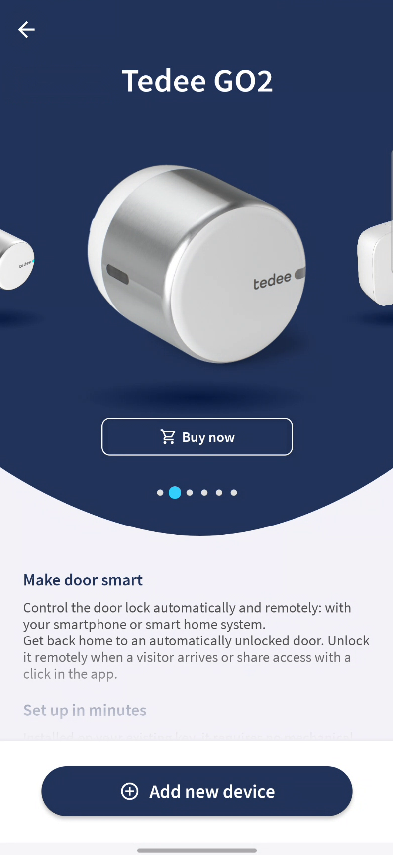 Tedee GO2
tedee
tedee
Buy now
Make door smart
Control the door lock automatically and remotely: with
your smartphone or smart home system.
Get back home to an automatically unlocked door. Unlock
it remotely when a visitor arrives or share access with a
click in the app.
Set up in minutes
Add new device